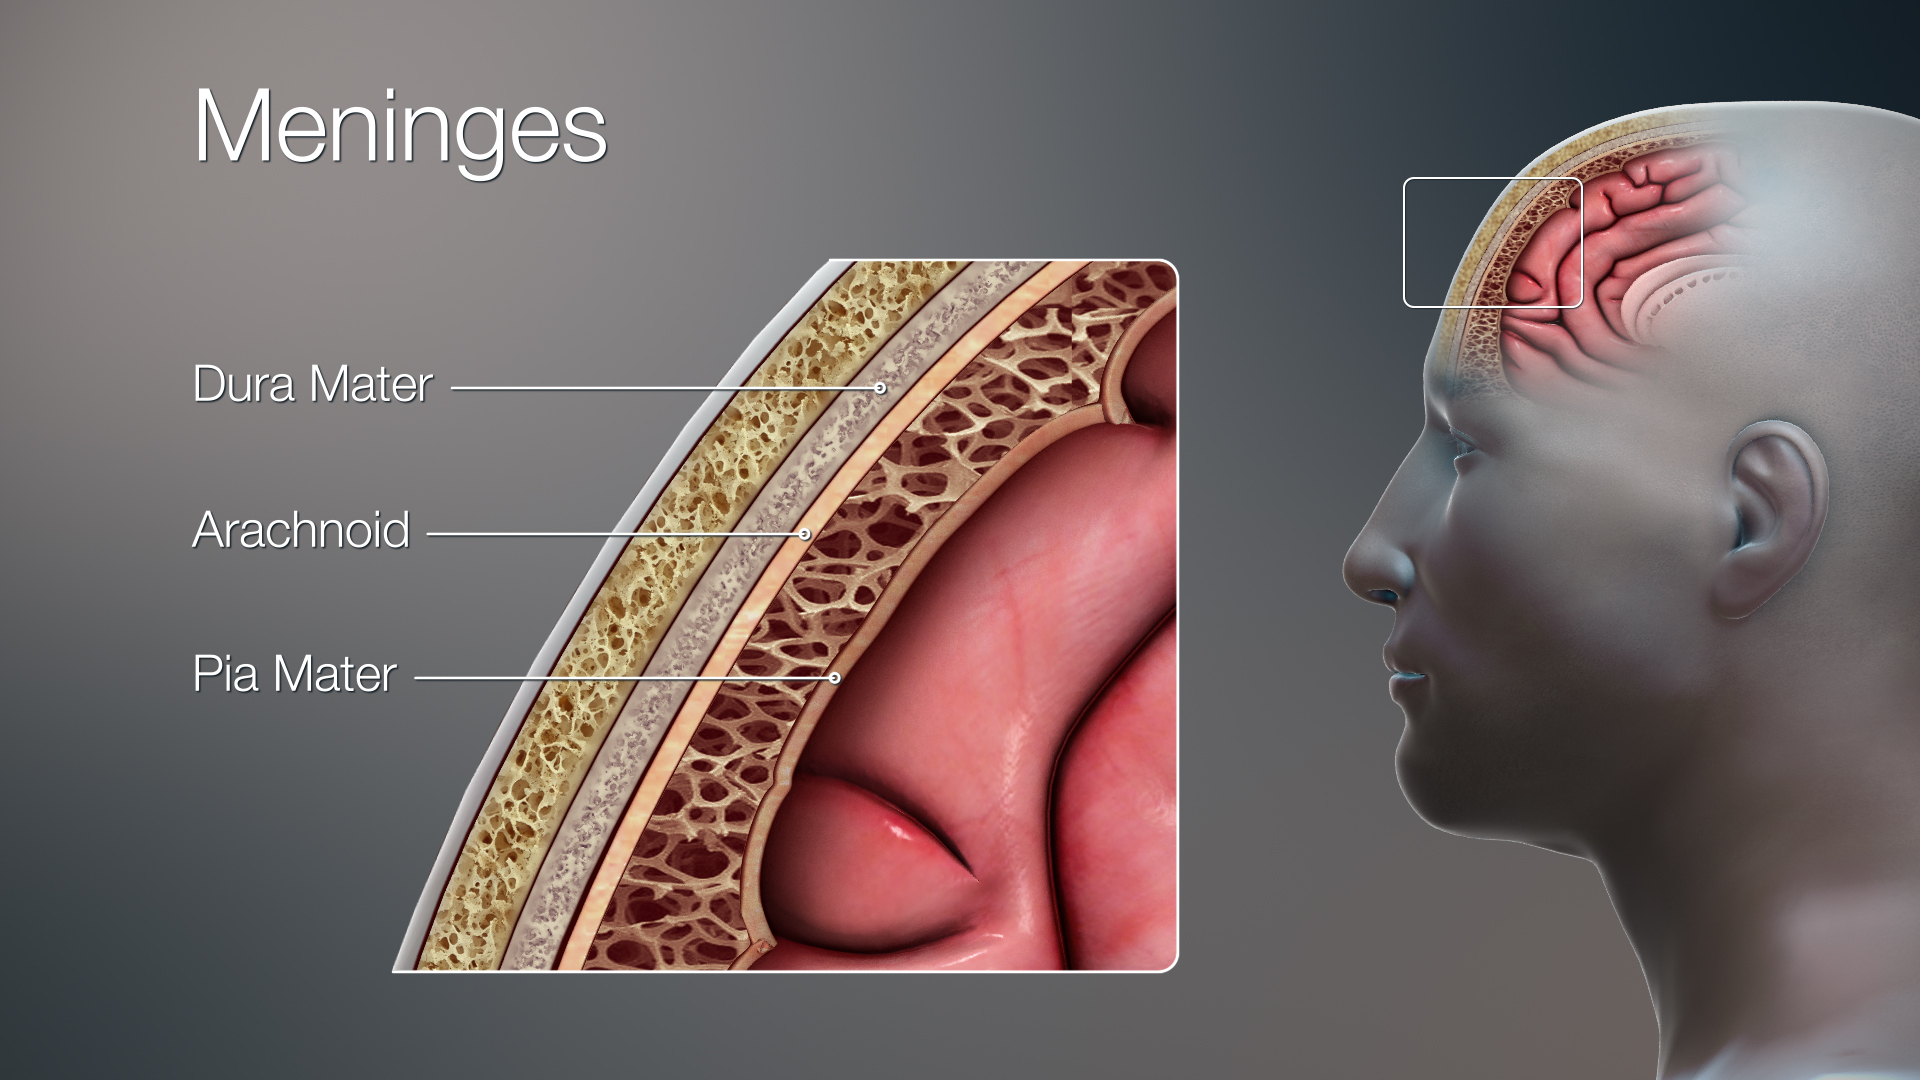 Meninges
Dura Mater
Arachnoid
Pia Mater